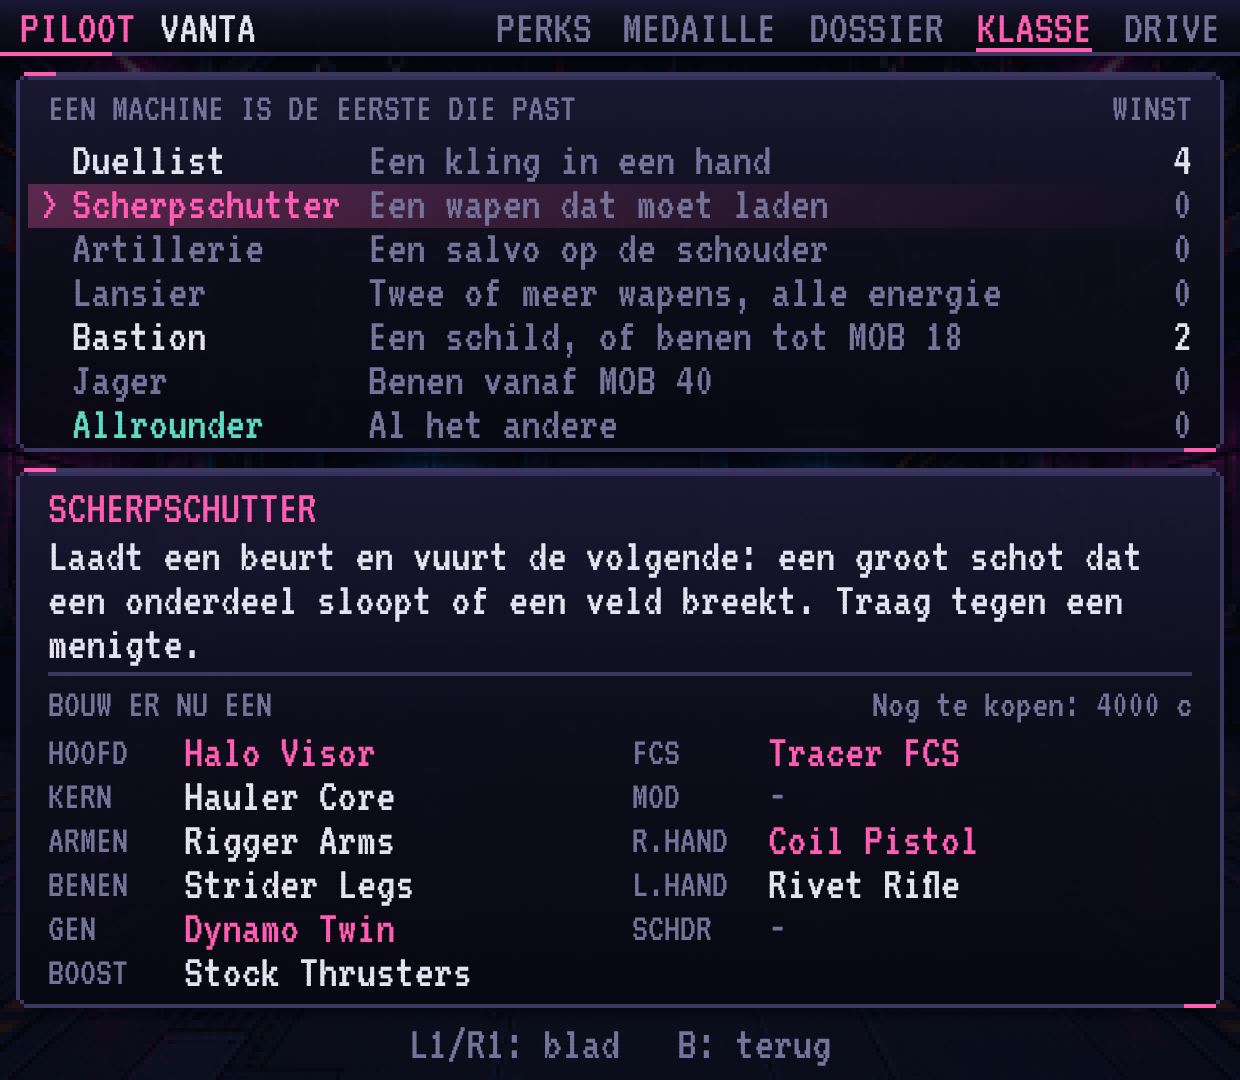 PILOOT VANTA PERKS MEDAILLE DOSSIER KLASSE DRIVE
EEN MACHINE IS DE EERSTE DIE PAST WINST
Duellist Een kling in een hand 4
> Scherpschutter Een wapen dat moet laden 0
Artillerie Een salvo op de schouder 0
Lansier Twee of meer wapens, alle energie 0
Bastion Een schild, of benen tot MOB 18 2
Jager Benen vanaf MOB 40 0
Allrounder Al het andere 0
SCHERPSCHUTTER
Laadt een beurt en vuurt de volgende: een groot schot dat
een onderdeel sloopt of een veld breekt. Traag tegen een
menigte.
BOUW ER NU EEN Nog te kopen: 4000 c
HOOFD Halo Visor FCS Tracer FCS
KERN Hauler Core MOD -
ARMEN Rigger Arms R.HAND Coil Pistol
BENEN Strider Legs L.HAND Rivet Rifle
GEN Dynamo Twin SCHDR -
BOOST Stock Thrusters
L1/R1: blad B: terug